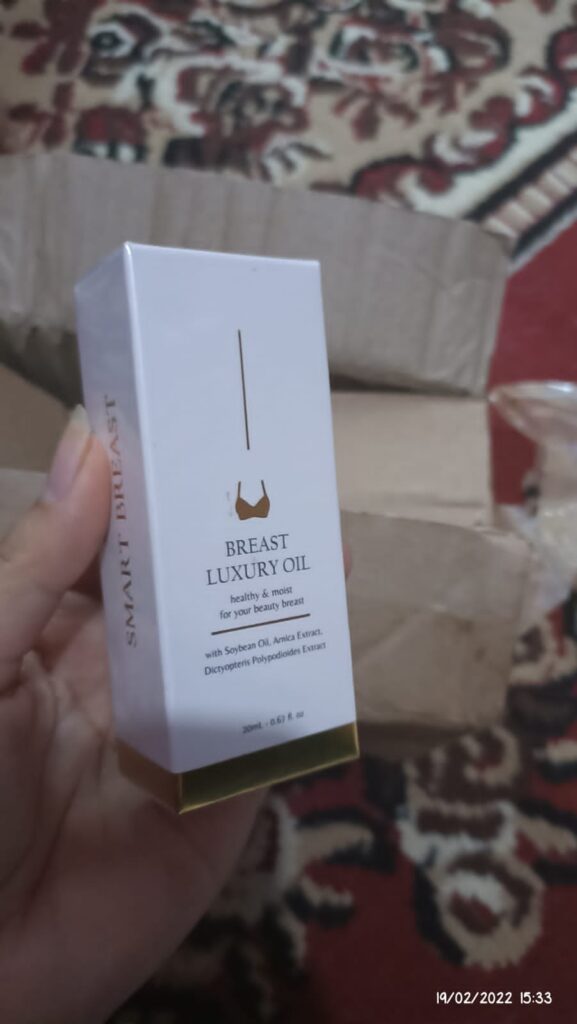 SMART BREAST
BREAST
LUXURY OIL
healthy & moist
for your beauty breast
with Soybean Oil, Arnica Extract,
Dictyopteris Polypodioides Extract
20mL - 0.67 fl. oz
19/02/2022 15:33